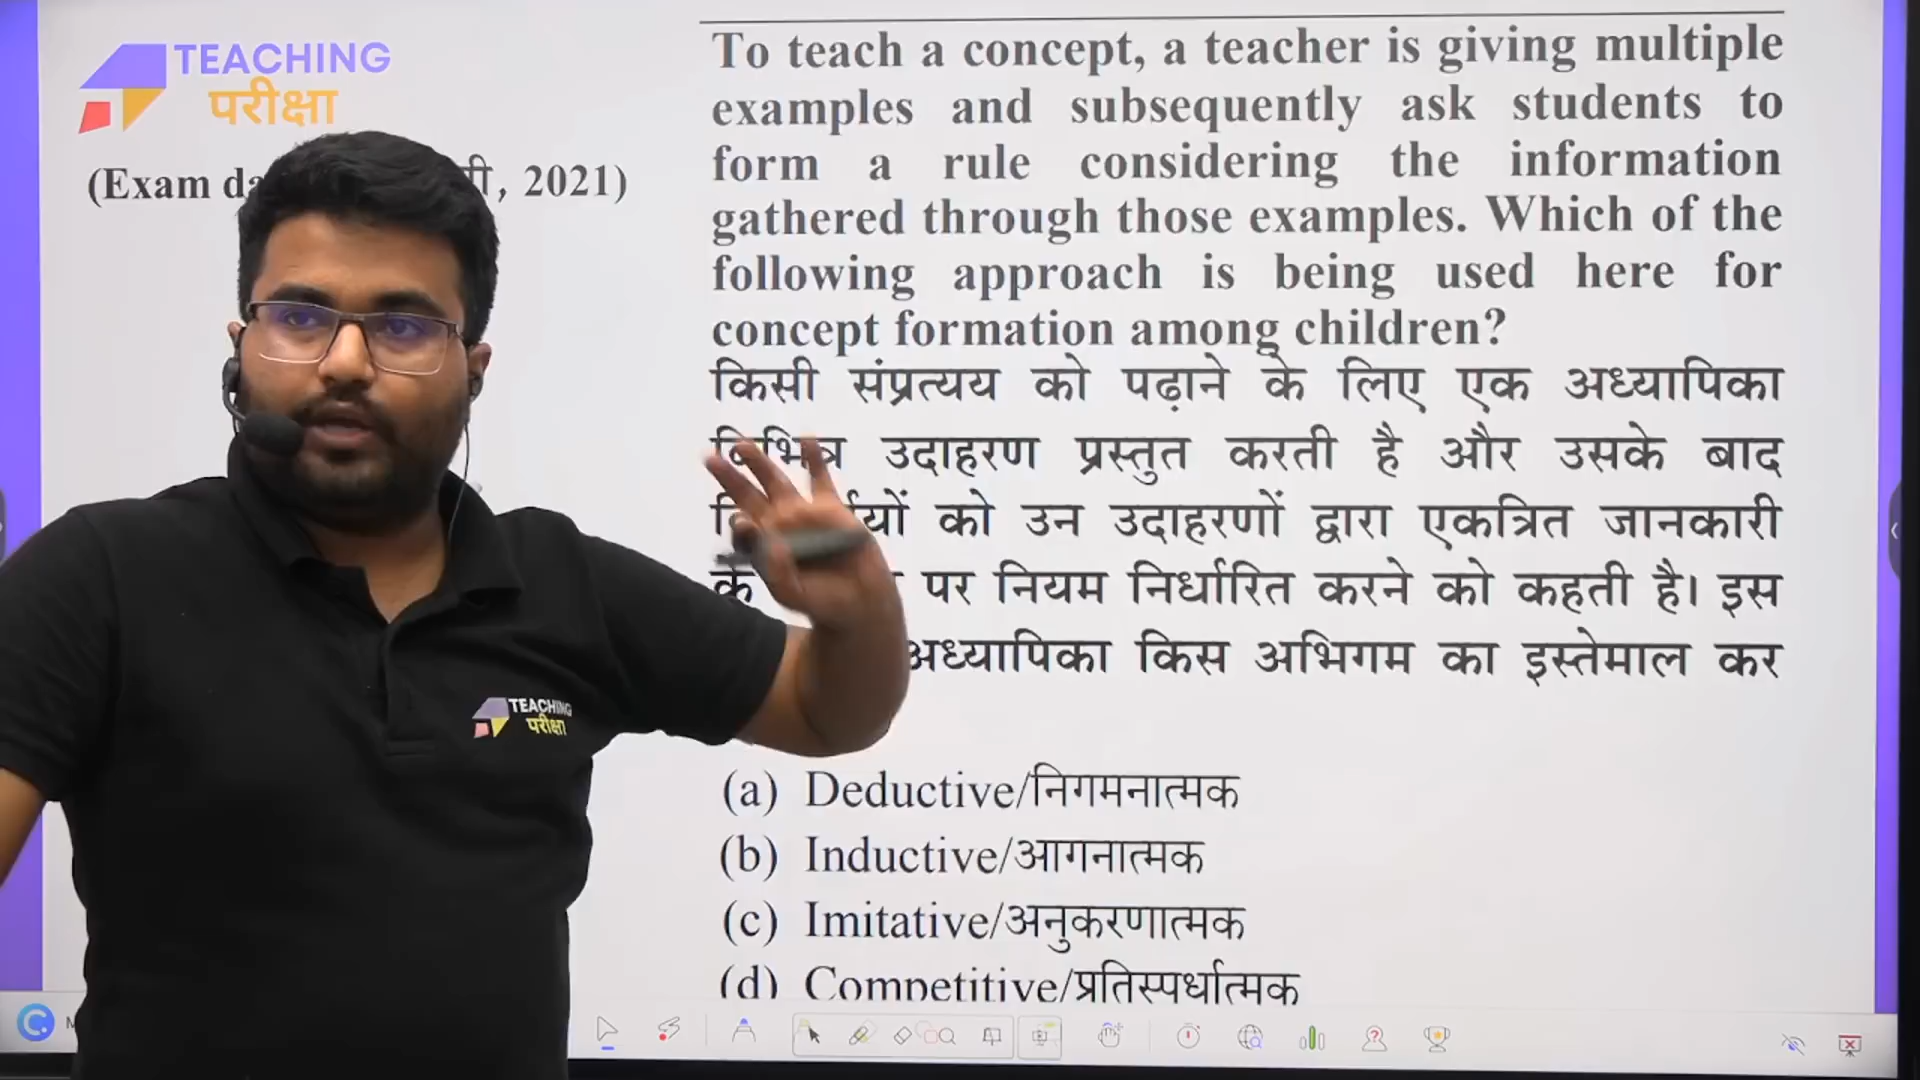 TEACHING
परीक्षा
(Exam da , 2021)
To teach a concept, a teacher is giving multiple
examples and subsequently ask students to
form a rule considering the information
gathered through those examples. Which of the
following approach is being used here for
concept formation among children?
किसी संप्रत्यय को पढ़ाने के लिए एक अध्यापिका
उदाहरण प्रस्तुत करती है और उसके बाद
को उन उदाहरणों द्वारा एकत्रित जानकारी
के पर नियम निर्धारित करने को कहती है। इस
अध्यापिका किस अभिगम का इस्तेमाल कर
(a) Deductive/निगमनात्मक
(b) Inductive/आगनात्मक
(c) Imitative/अनुकरणात्मक
(d) Competitive/प्रतिस्पर्धात्मक
TEACHING
परीक्षा